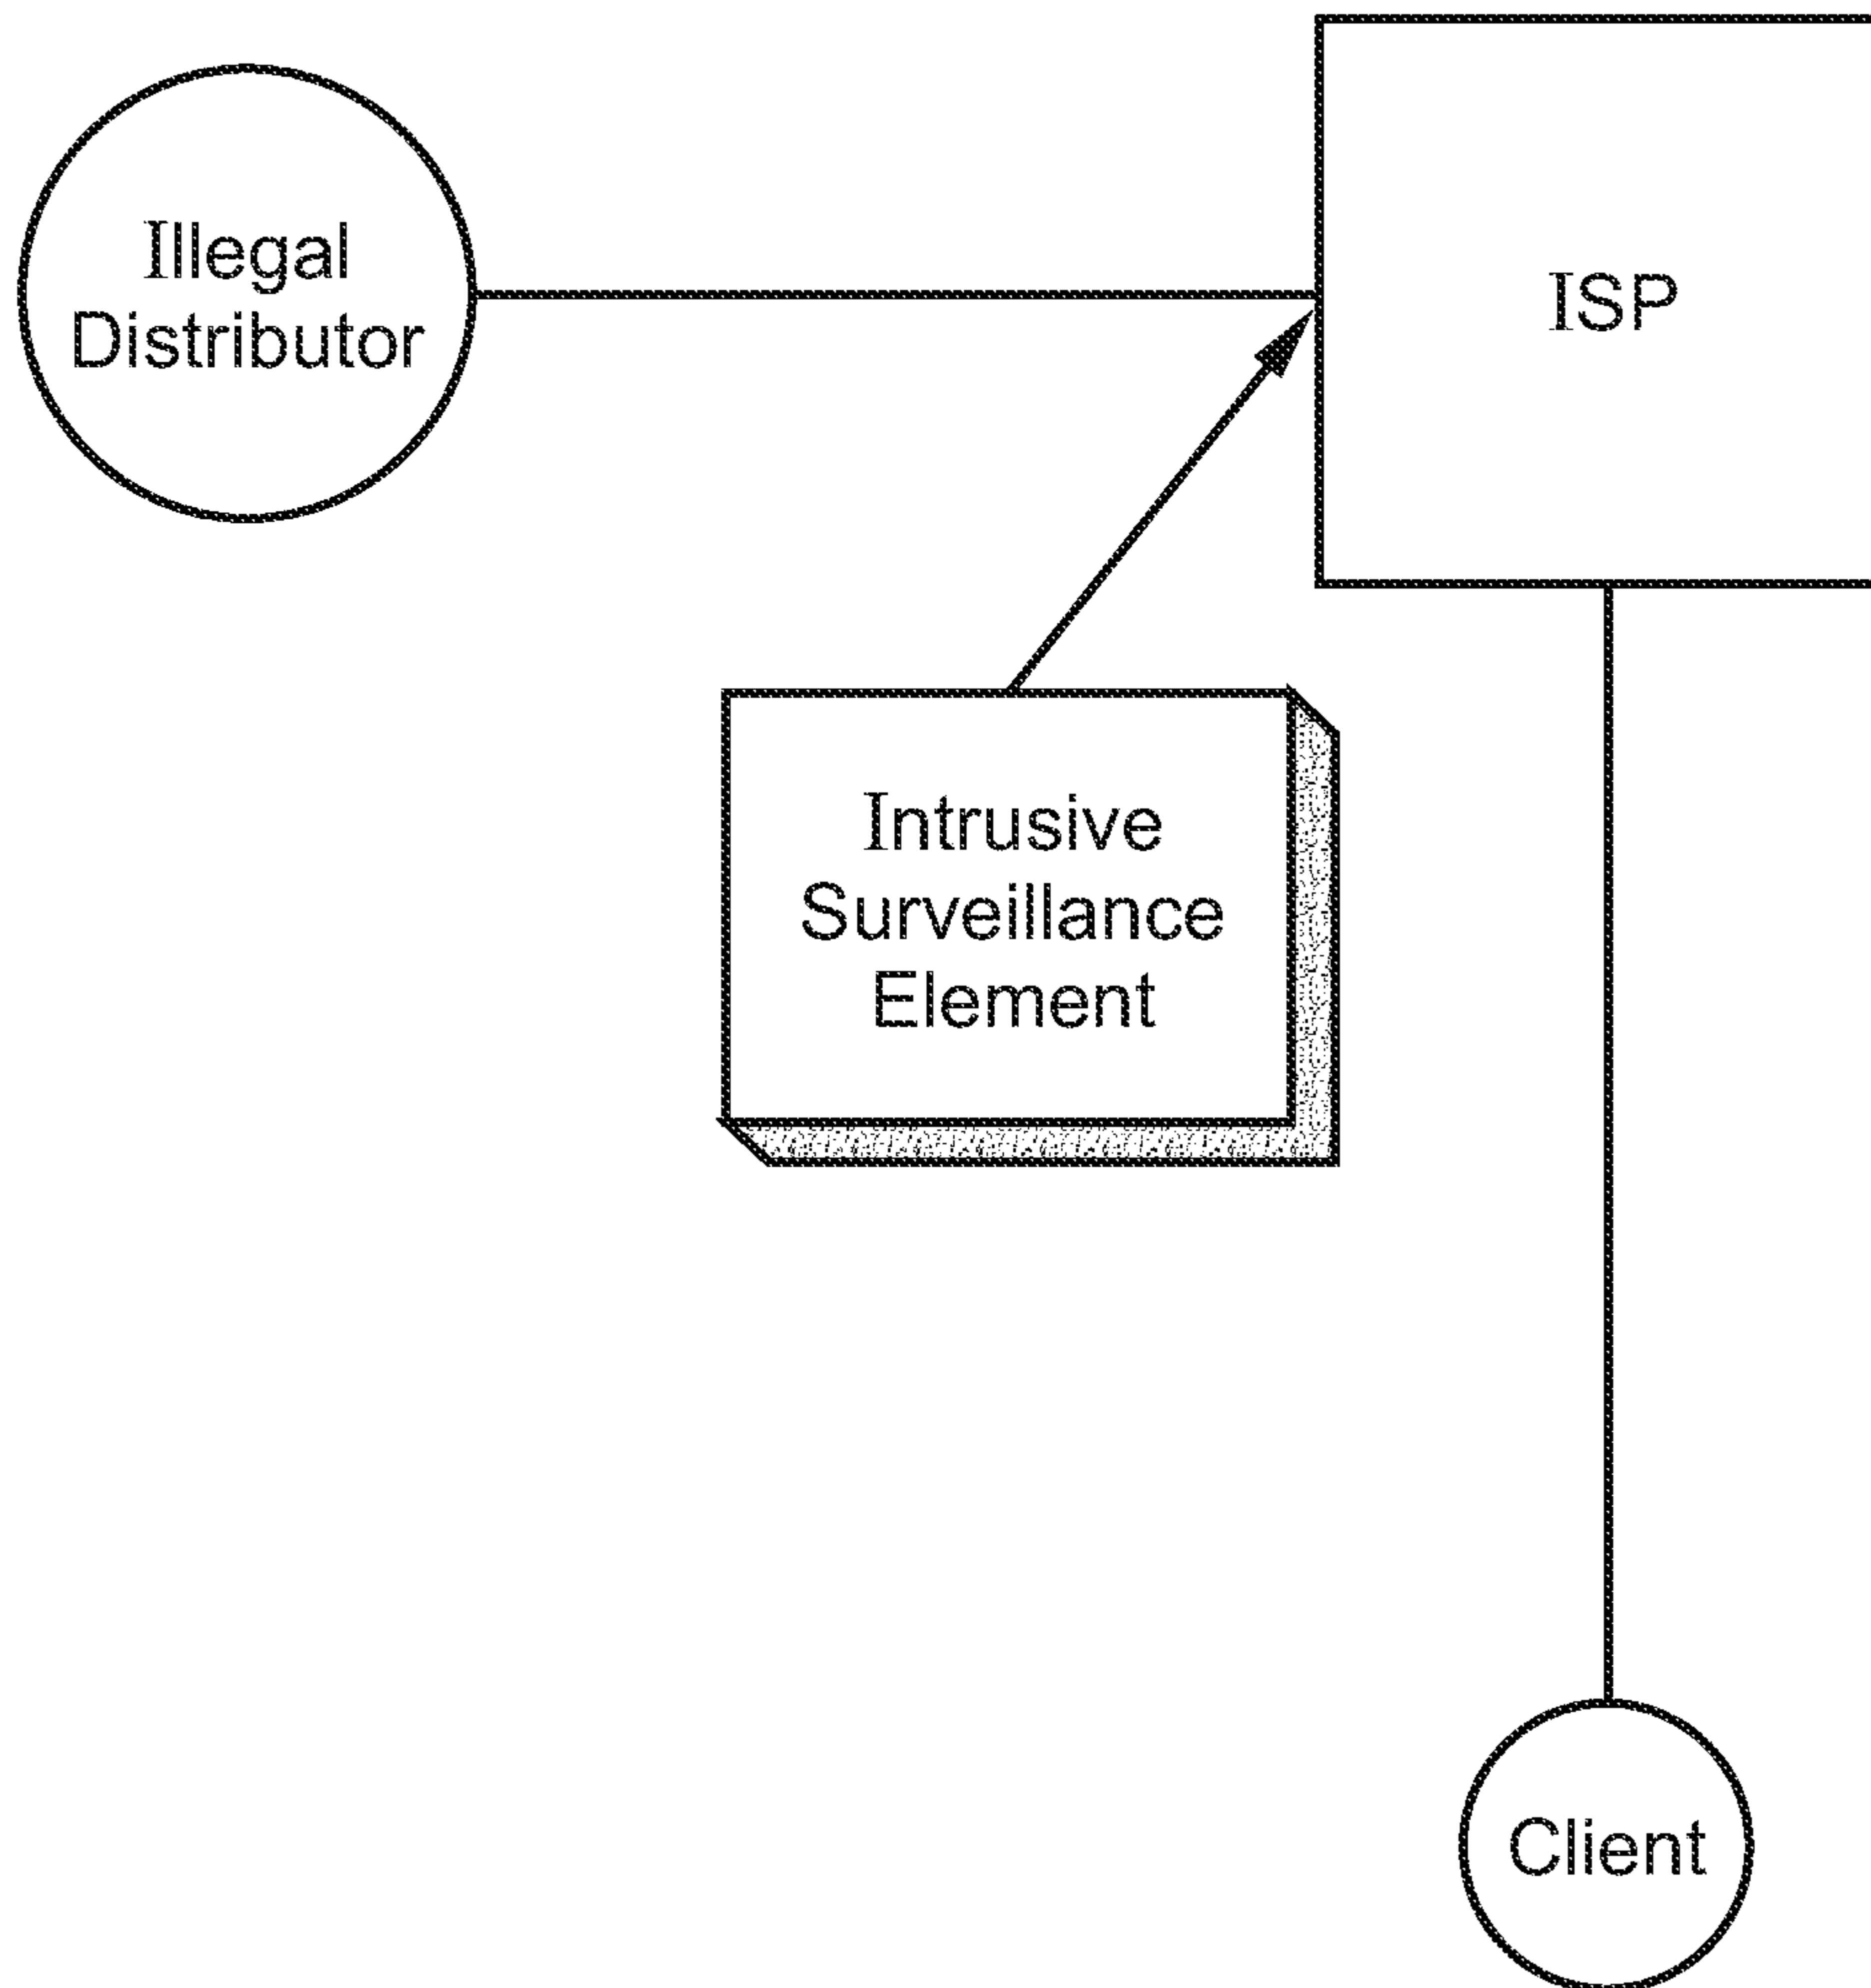 Illegal
Distributor
ISP
Intrusive
Surveillance
Element
Client